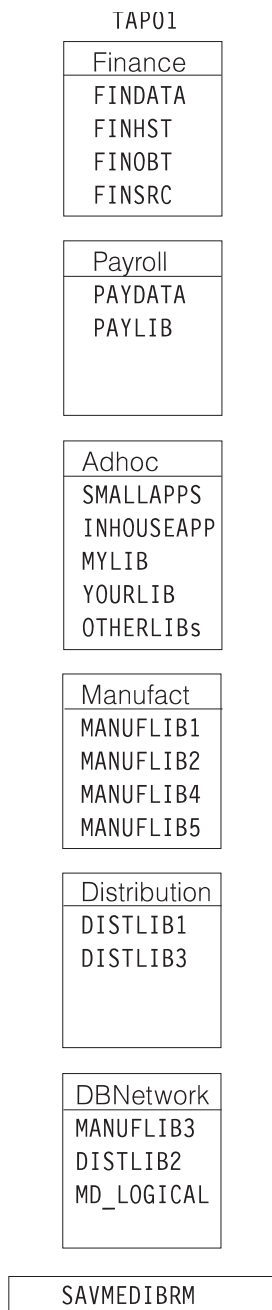 TAP01
Finance
FINDATA
FINHST
FINOBT
FINSRC
Payroll
PAYDATA
PAYLIB
Adhoc
SMALLAPPS
INHOUSEAPP
MYLIB
YOURLIB
OTHERLIBs
Manufact
MANUFLIB1
MANUFLIB2
MANUFLIB4
MANUFLIB5
Distribution
DISTLIB1
DISTLIB3
DBNetwork
MANUFLIB3
DISTLIB2
MD_LOGICAL
SAVMEDIBRM